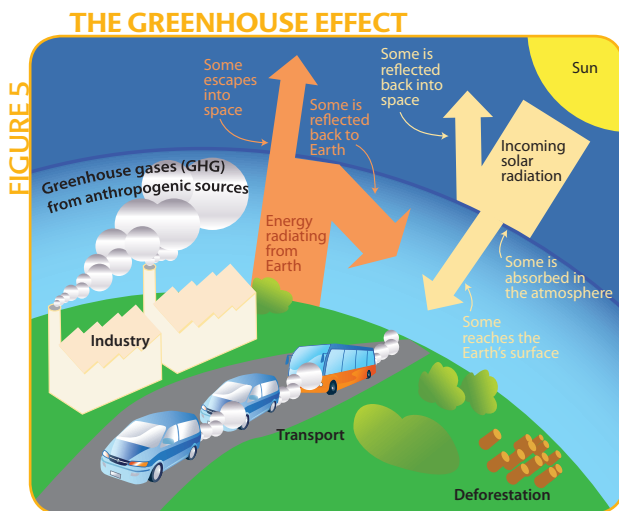 THE GREENHOUSE EFFECT
FIGURE 5
Some
escapes
into
space
Some is
reflected
back to
Earth
Some is
reflected
back into
space
Sun
Incoming
solar
radiation
Greenhouse gases (GHG)
from anthropogenic sources
Energy
radiating
from
Earth
Some is
absorbed in
the atmosphere
Some
reaches the
Earth's surface
Industry
Transport
Deforestation